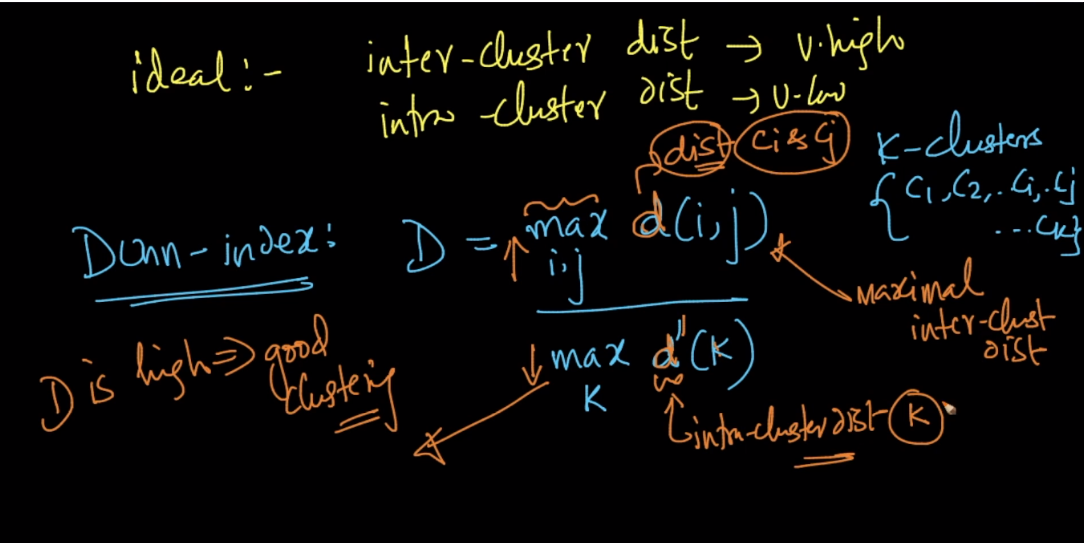 ideal:- inter-cluster dist → v.high
intra-cluster dist → v.low
dist Ci & Cj
K-clusters
{C1, C2, .. Ci, .. Cj
... CK}
Dunn-index: D = max d(i,j)
i,j
max d'(K)
K
maximal
inter-clust
dist
D is high ⇒ good
clustering
intra-cluster dist- K